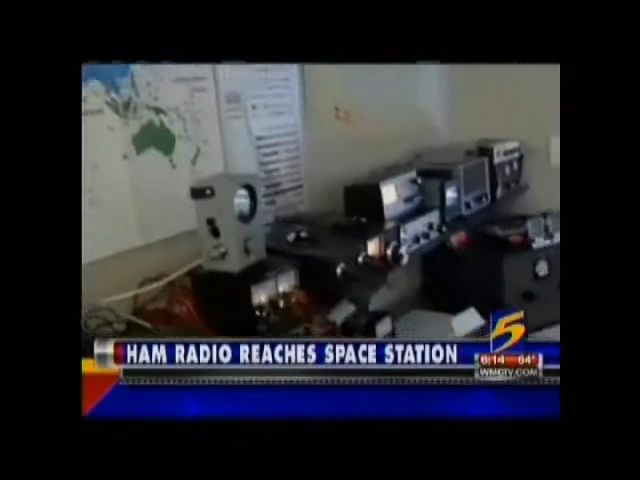 5
HAM RADIO REACHES SPACE STATION
6:14 64°
WMCTV.COM